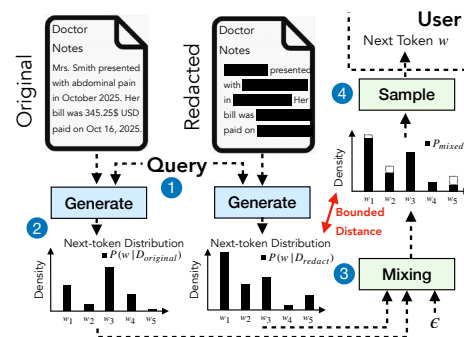 User
Next Token w
4
Sample
Density
P_mixed
w1 w2 w3 w4 w5
Bounded
Distance
3
Mixing
ϵ
Original
Doctor
Notes
Mrs. Smith presented
with abdominal pain
in October 2025. Her
bill was 345.25$ USD
paid on Oct 16, 2025.
Redacted
Doctor
Notes
presented
with
in Her
bill was
paid on
Query
1
Generate
Generate
2
Next-token Distribution
P(w|D_original)
Density
w1 w2 w3 w4 w5
Next-token Distribution
P(w|D_redact)
Density
w1 w2 w3 w4 w5